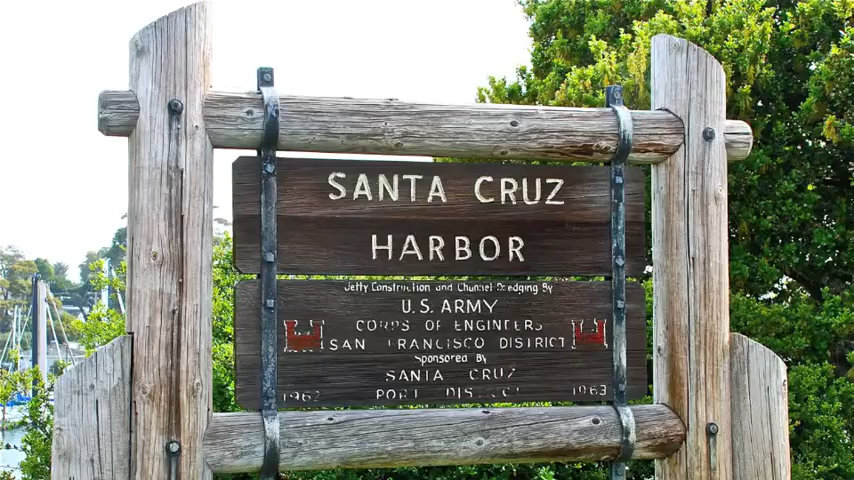 SANTA CRUZ
HARBOR
Jetty Construction and Channel Dredging By
U.S. ARMY
CORPS OF ENGINEERS
SAN FRANCISCO DISTRICT
Sponsored By
SANTA CRUZ
1962 PORT DISTRICT 1963